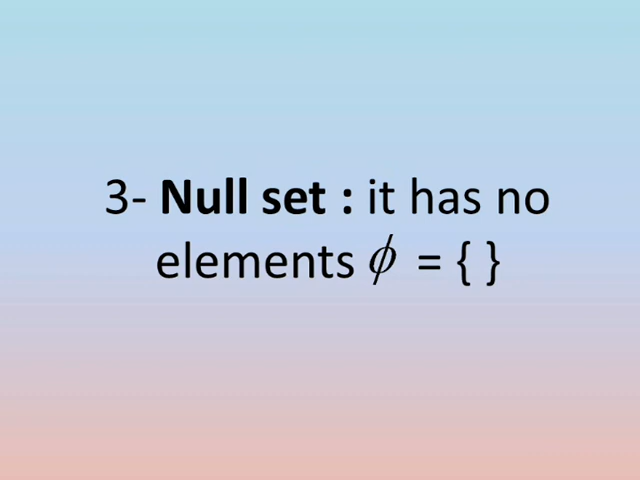 3- Null set : it has no
elements ϕ = { }